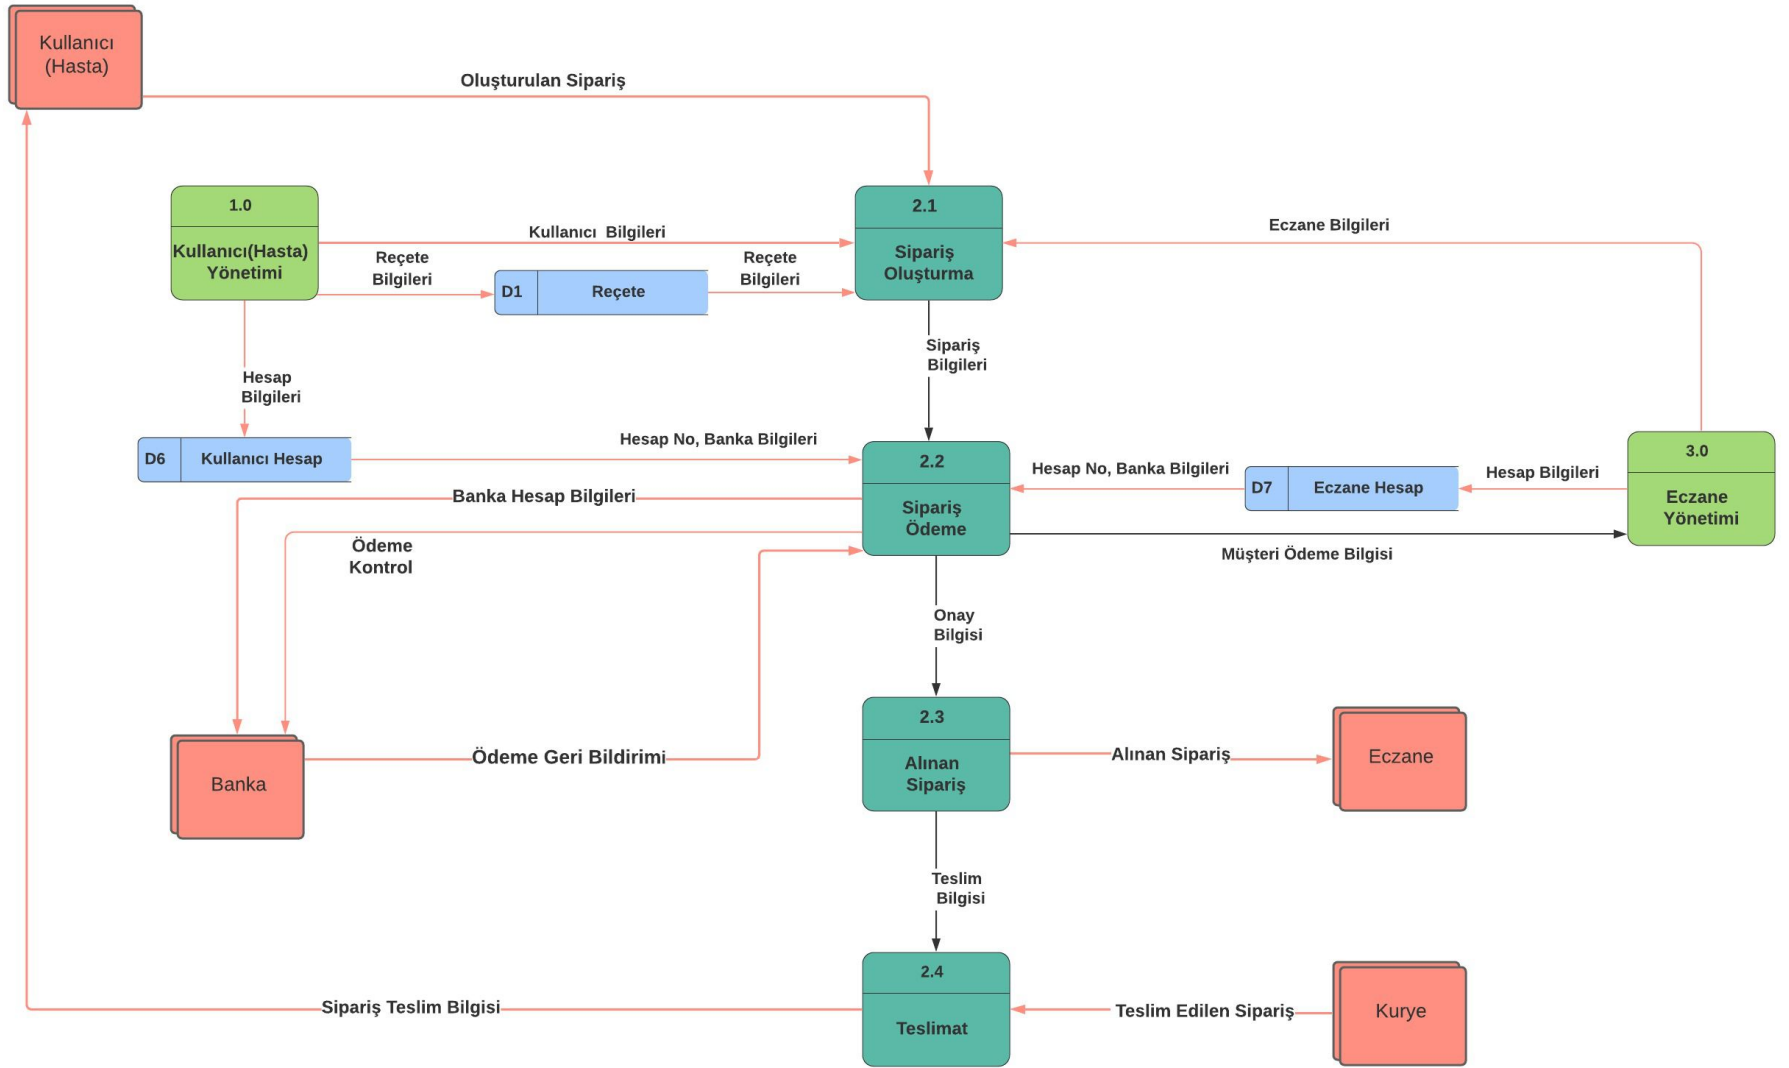 Kullanıcı
(Hasta)
Oluşturulan Sipariş
1.0
Kullanıcı(Hasta)
Yönetimi
Kullanıcı Bilgileri
Reçete
Bilgileri
D1
Reçete
Reçete
Bilgileri
2.1
Sipariş
Oluşturma
Eczane Bilgileri
Hesap
Bilgileri
Sipariş
Bilgileri
D6
Kullanıcı Hesap
Hesap No, Banka Bilgileri
2.2
Sipariş
Ödeme
Hesap No, Banka Bilgileri
D7
Eczane Hesap
Hesap Bilgileri
3.0
Eczane
Yönetimi
Banka Hesap Bilgileri
Ödeme
Kontrol
Müşteri Ödeme Bilgisi
Onay
Bilgisi
Banka
Ödeme Geri Bildirimi
2.3
Alınan
Sipariş
Alınan Sipariş
Eczane
Teslim
Bilgisi
Sipariş Teslim Bilgisi
2.4
Teslimat
Teslim Edilen Sipariş
Kurye